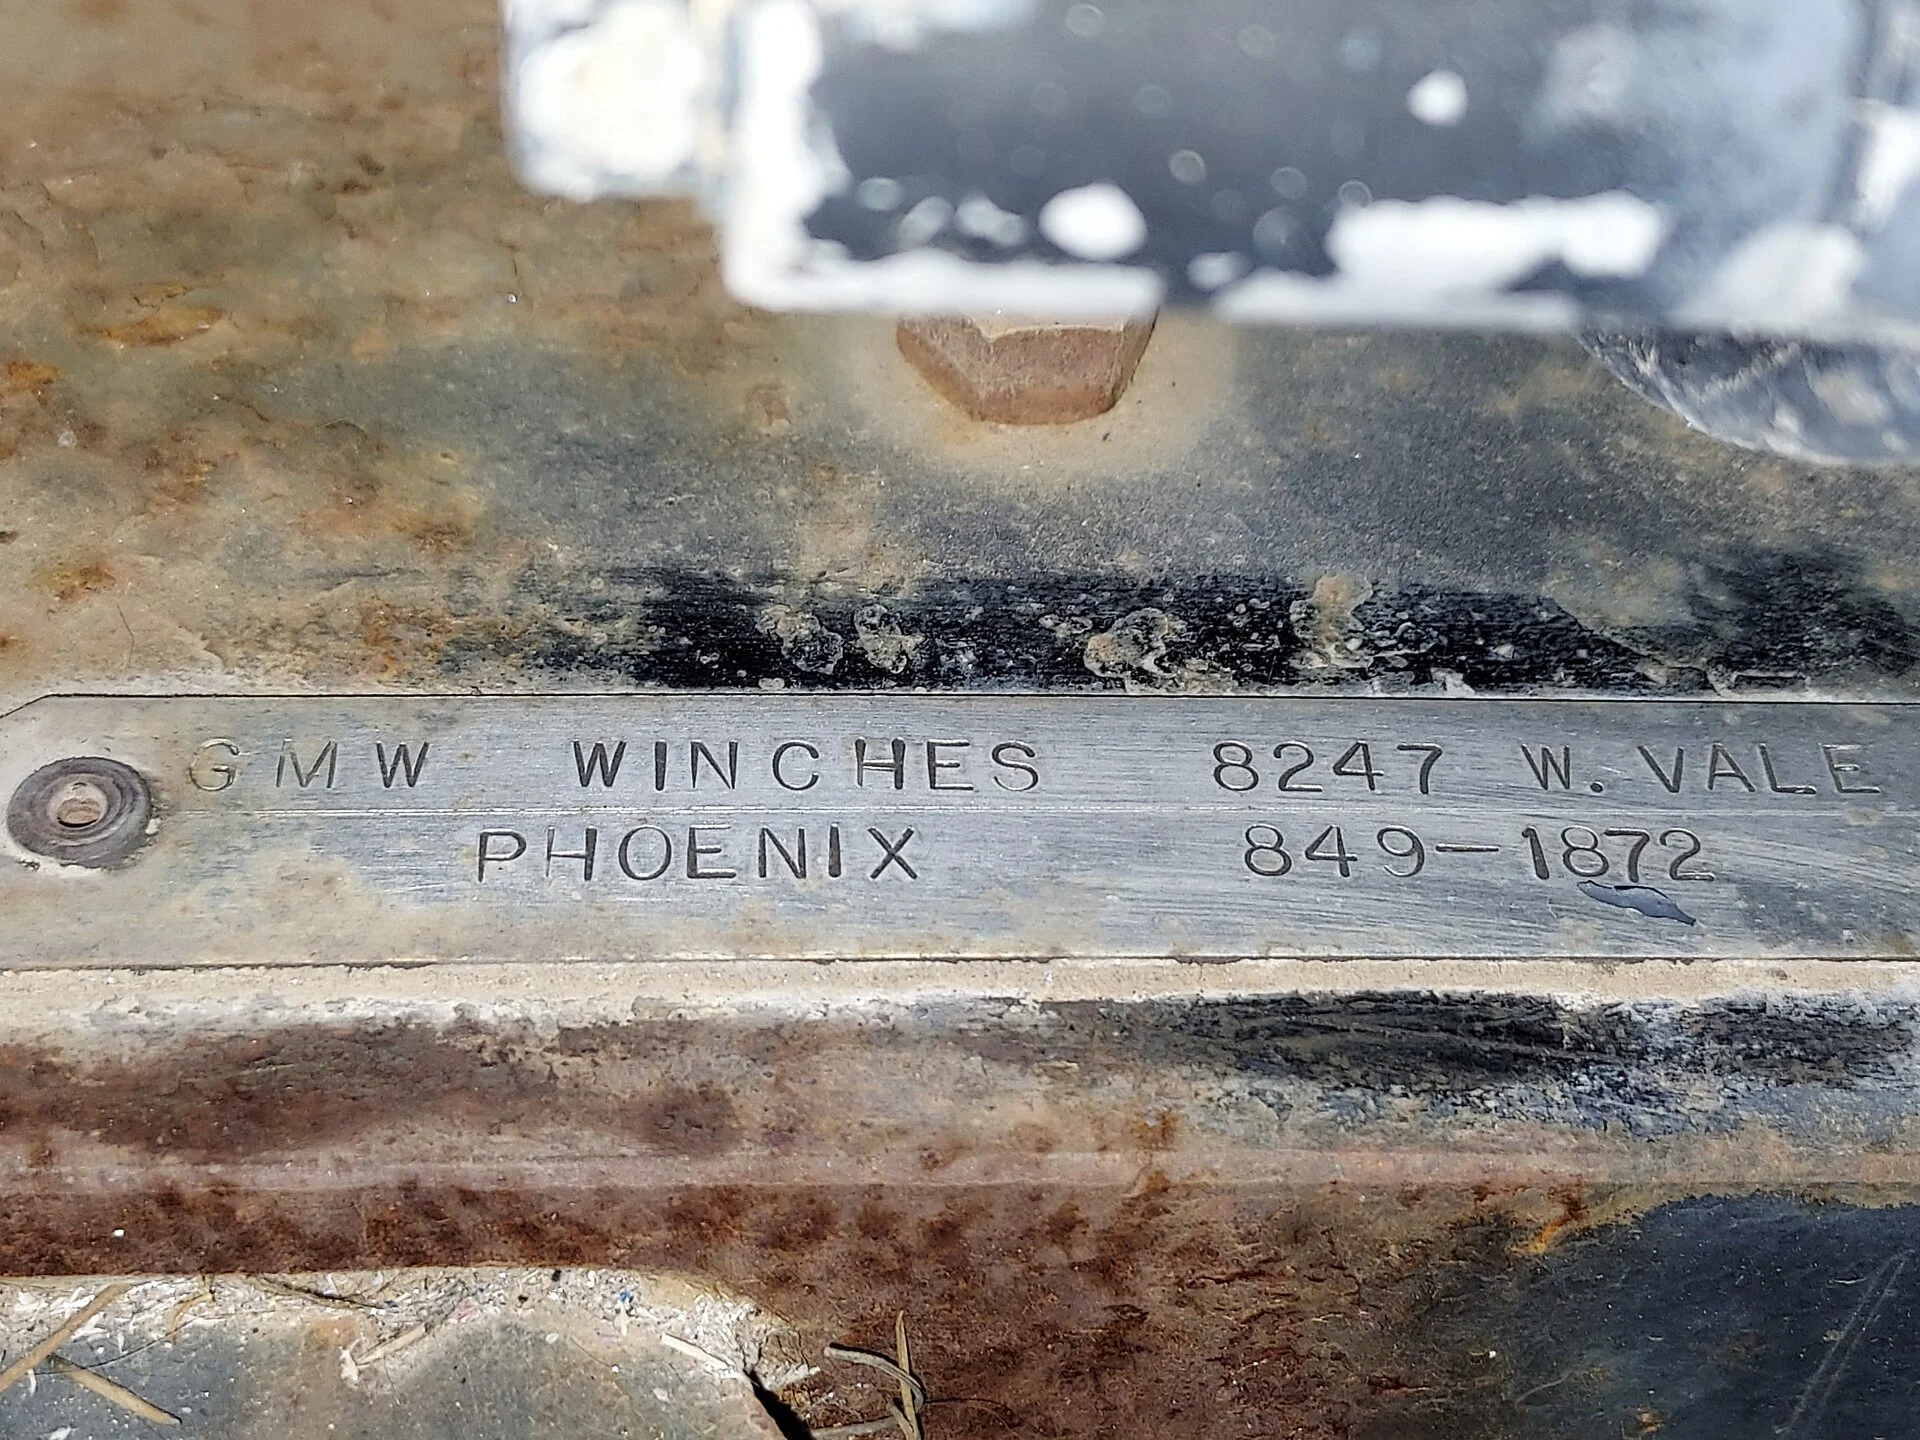 GMW WINCHES 8247 W. VALE
PHOENIX 849-1872